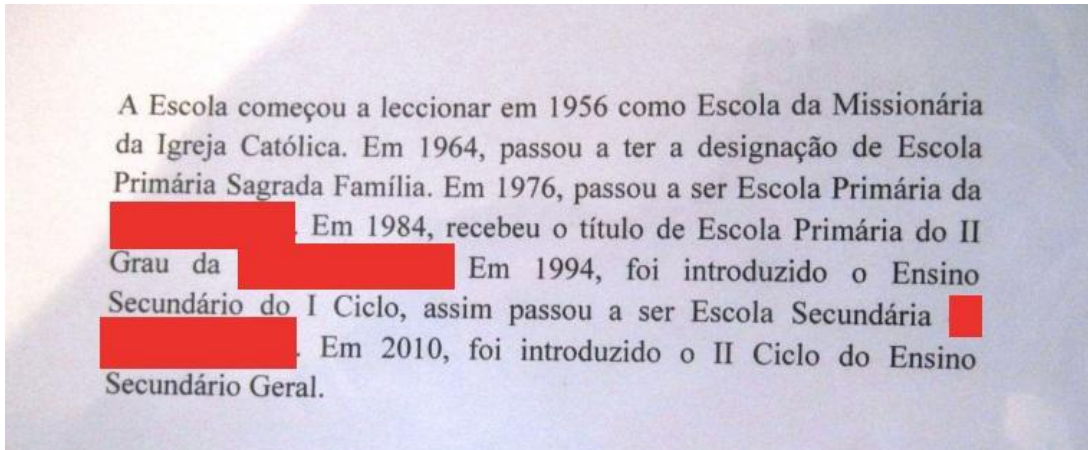 A Escola começou a leccionar em 1956 como Escola da Missionária
da Igreja Católica. Em 1964, passou a ter a designação de Escola
Primária Sagrada Família. Em 1976, passou a ser Escola Primária da
. Em 1984, recebeu o título de Escola Primária do II
Grau da Em 1994, foi introduzido o Ensino
Secundário do I Ciclo, assim passou a ser Escola Secundária
. Em 2010, foi introduzido o II Ciclo do Ensino
Secundário Geral.